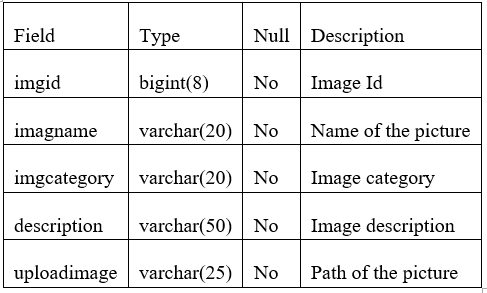 Field Type Null Description
imgid bigint(8) No Image Id
imagname varchar(20) No Name of the picture
imgcategory varchar(20) No Image category
description varchar(50) No Image description
uploadimage varchar(25) No Path of the picture